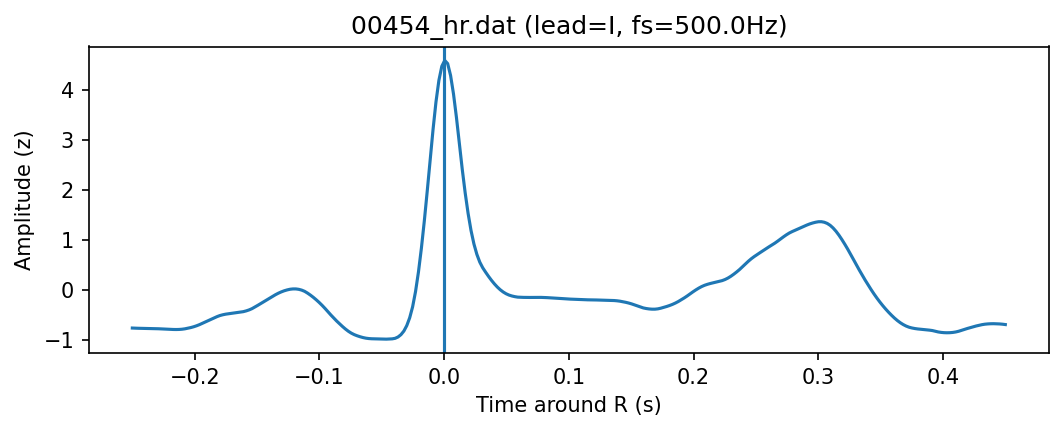 00454_hr.dat (lead=I, fs=500.0Hz)
Amplitude (z)
4
3
2
1
0
−1
−0.2 −0.1 0.0 0.1 0.2 0.3 0.4
Time around R (s)